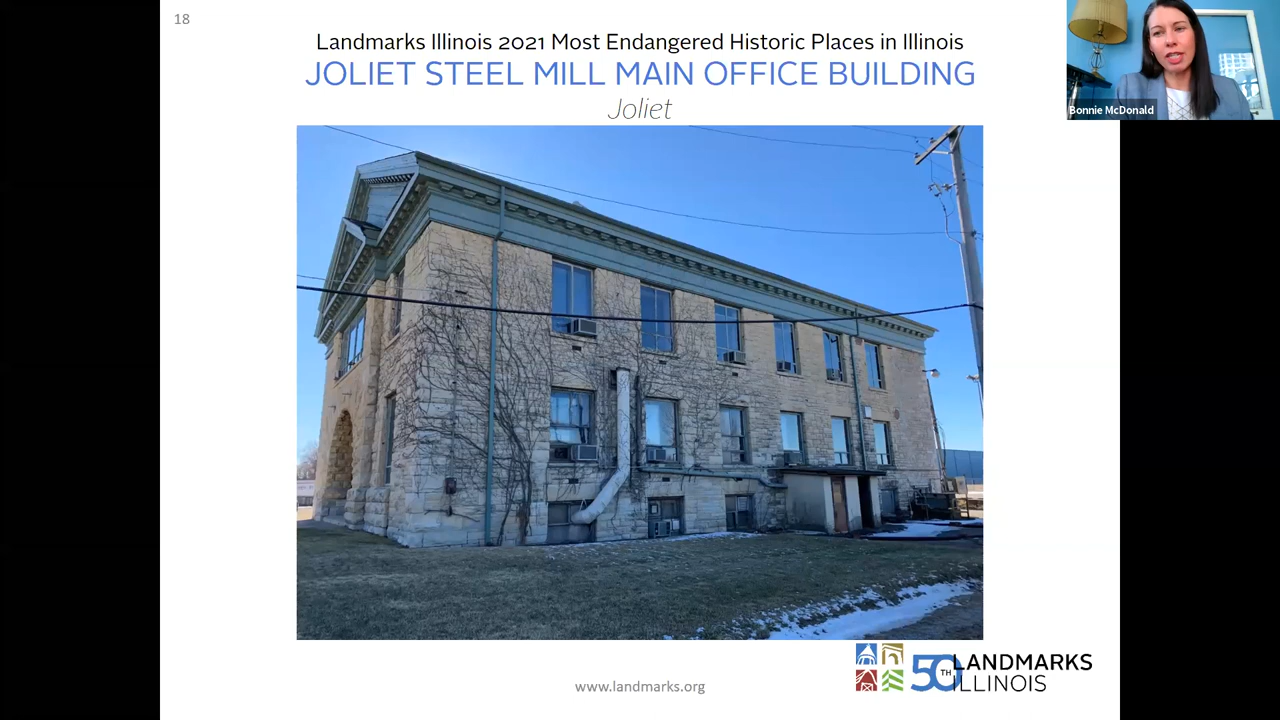 18
Landmarks Illinois 2021 Most Endangered Historic Places in Illinois
JOLIET STEEL MILL MAIN OFFICE BUILDING
Joliet
Bonnie McDonald
50TH LANDMARKS
ILLINOIS
www.landmarks.org